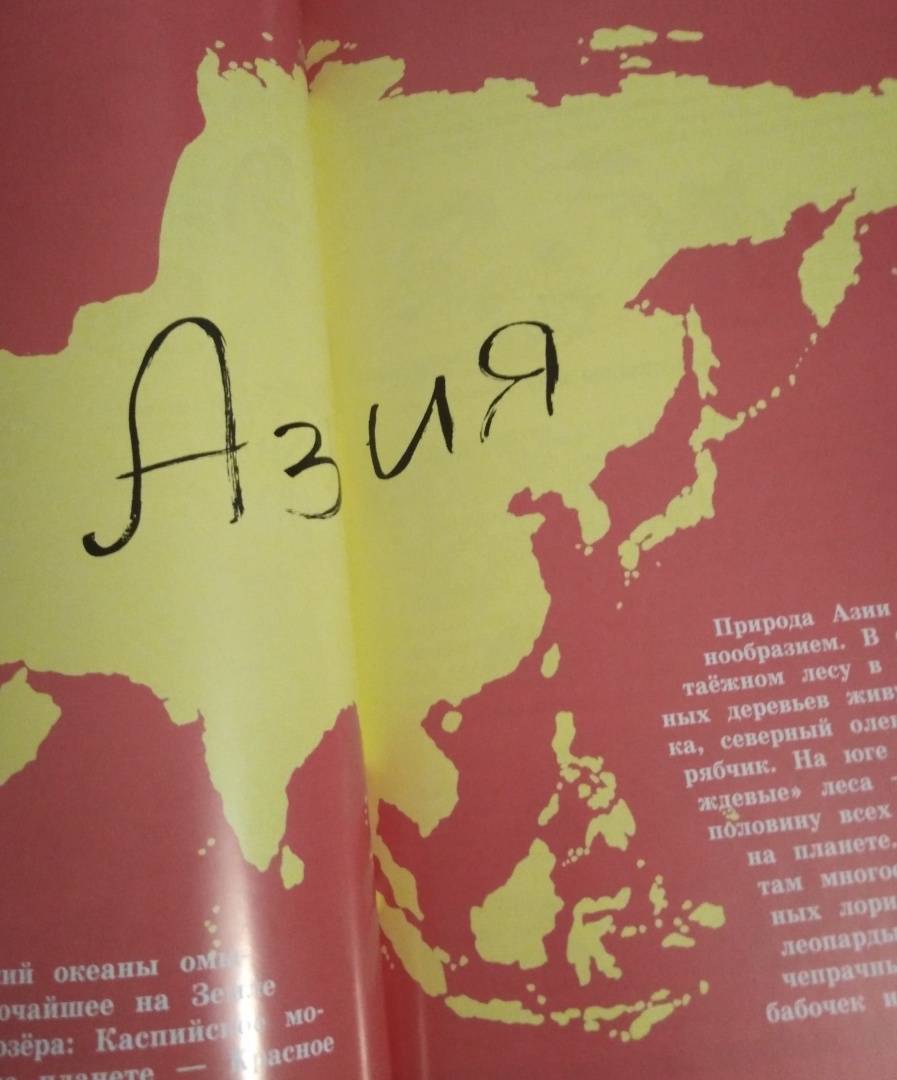 Азия
Природа Азии
нообразием. В
таёжном лесу в
ных деревьев живу
ка, северный олен
рябчик. На юге
ждевые» леса –
половину всех
на планете.
там многоо
ных лори
леопарды
чепрачны
бабочек и
ий океаны омы-
очайшее на Земле
озёра: Каспийское мо-
планете — Красное